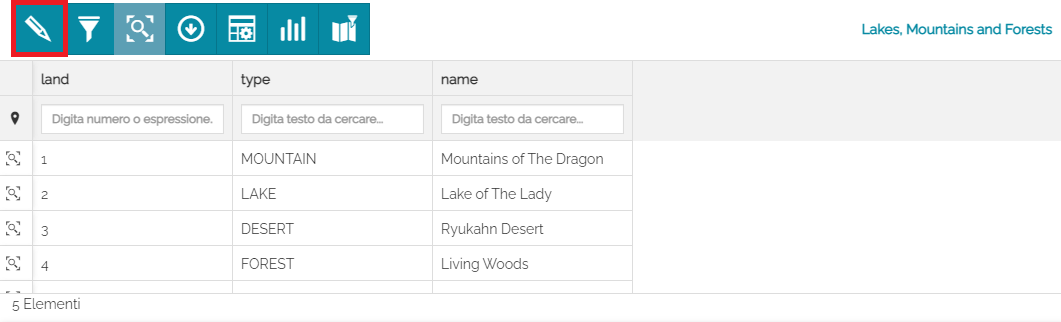 Lakes, Mountains and Forests
land type name
Digita numero o espressione. Digita testo da cercare... Digita testo da cercare...
1 MOUNTAIN Mountains of The Dragon
2 LAKE Lake of The Lady
3 DESERT Ryukahn Desert
4 FOREST Living Woods
5 Elementi